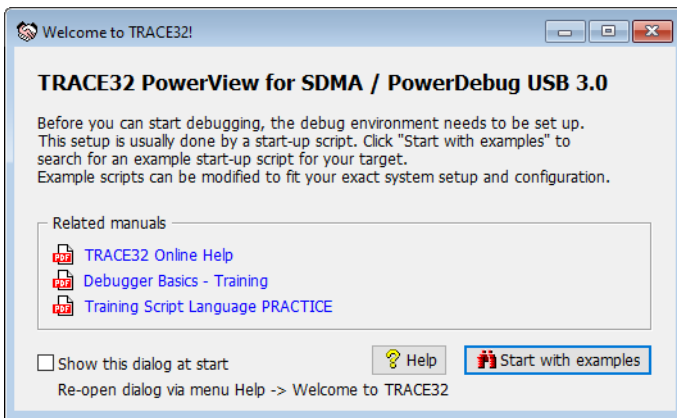 Welcome to TRACE32!
TRACE32 PowerView for SDMA / PowerDebug USB 3.0
Before you can start debugging, the debug environment needs to be set up.
This setup is usually done by a start-up script. Click "Start with examples" to
search for an example start-up script for your target.
Example scripts can be modified to fit your exact system setup and configuration.
Related manuals
PDF TRACE32 Online Help
PDF Debugger Basics - Training
PDF Training Script Language PRACTICE
Show this dialog at start
? Help
Start with examples
Re-open dialog via menu Help -> Welcome to TRACE32